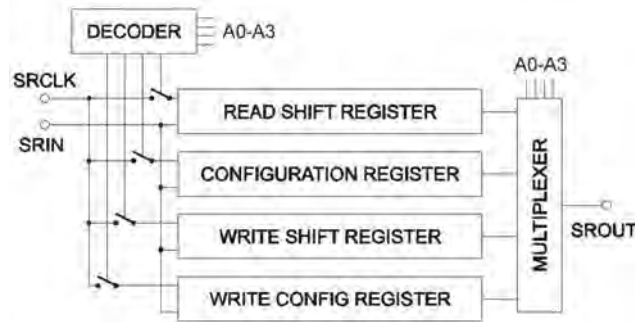 DECODER
A0-A3
SRCLK
A0-A3
READ SHIFT REGISTER
SRIN
CONFIGURATION REGISTER
MULTIPLEXER
SROUT
WRITE SHIFT REGISTER
WRITE CONFIG REGISTER